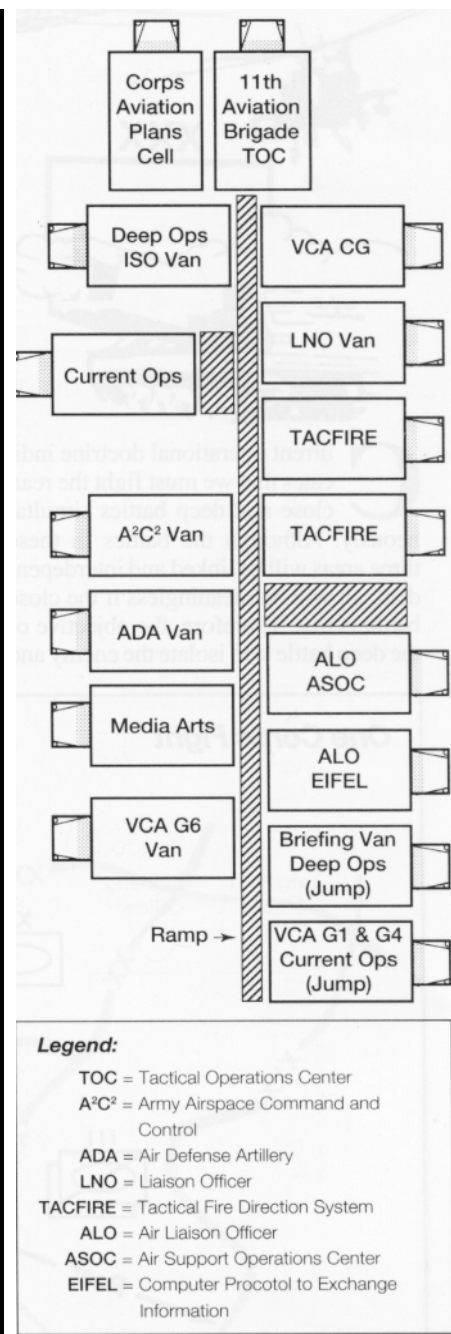 Corps
Aviation
Plans
Cell
11th
Aviation
Brigade
TOC
Deep Ops
ISO Van
VCA CG
LNO Van
Current Ops
TACFIRE
A²C² Van
TACFIRE
ADA Van
ALO
ASOC
Media Arts
ALO
EIFEL
VCA G6
Van
Briefing Van
Deep Ops
(Jump)
Ramp →
VCA G1 & G4
Current Ops
(Jump)
Legend:
TOC = Tactical Operations Center
A²C² = Army Airspace Command and
Control
ADA = Air Defense Artillery
LNO = Liaison Officer
TACFIRE = Tactical Fire Direction System
ALO = Air Liaison Officer
ASOC = Air Support Operations Center
EIFEL = Computer Procotol to Exchange
Information